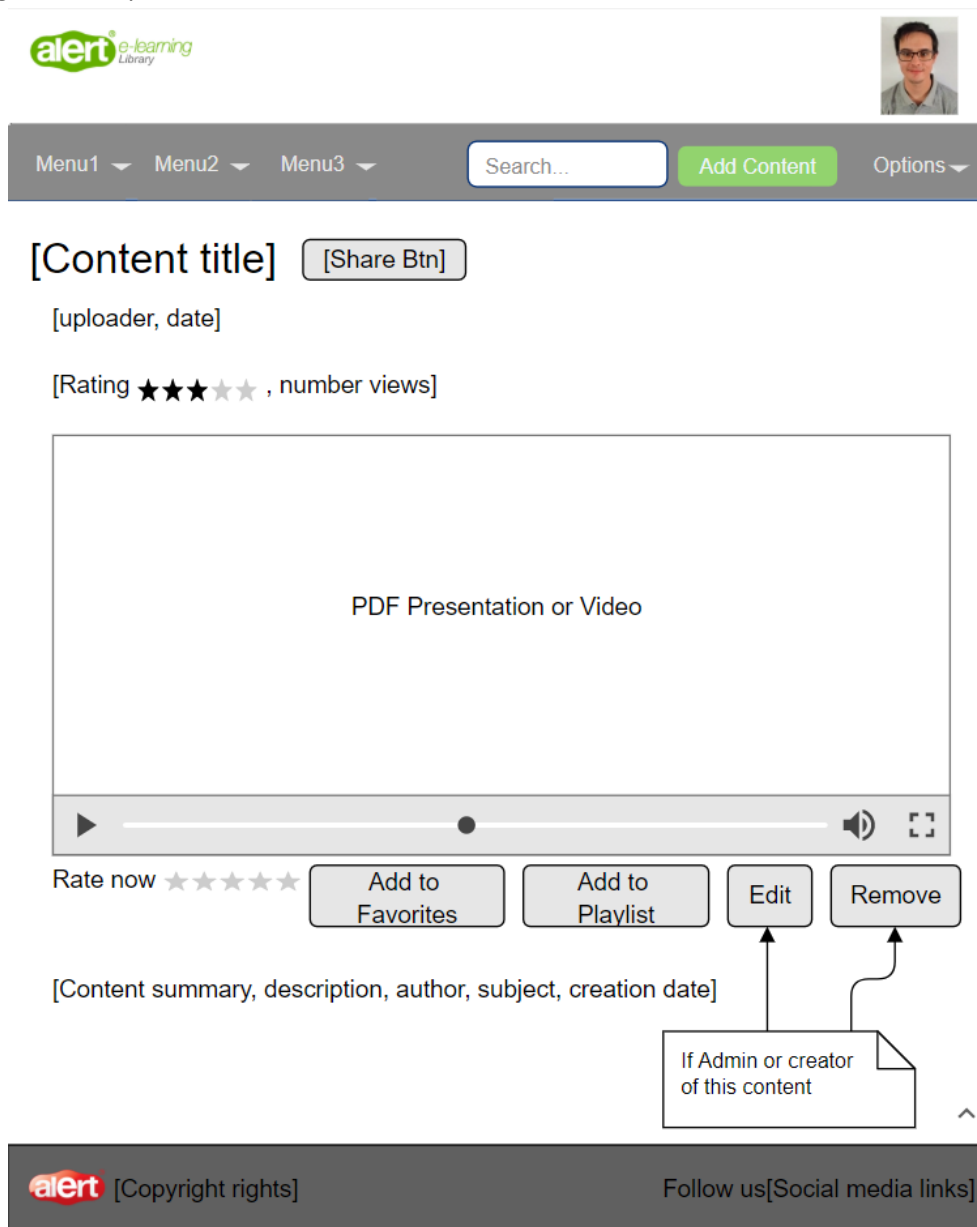 alert® e-learning
Library
Menu1 Menu2 Menu3 Search... Add Content Options
[Content title] [Share Btn]
[uploader, date]
[Rating ★★★★★ , number views]
PDF Presentation or Video
Rate now ★★★★★ Add to Favorites Add to Playlist Edit Remove
[Content summary, description, author, subject, creation date]
If Admin or creator
of this content
alert [Copyright rights] Follow us[Social media links]